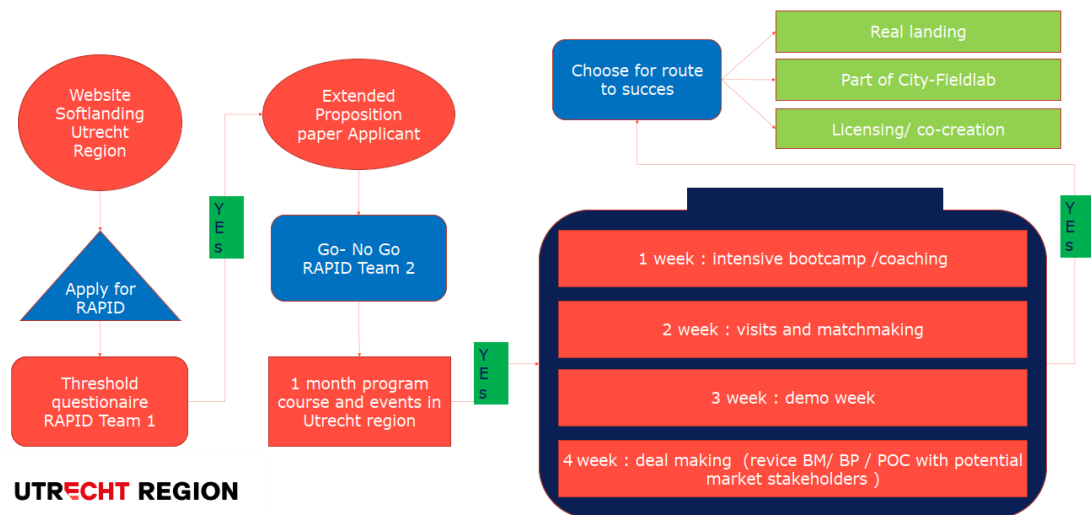 Website
Softlanding
Utrecht
Region
Apply for
RAPID
Threshold
questionaire
RAPID Team 1
YEs
Extended
Proposition
paper Applicant
Go- No Go
RAPID Team 2
1 month program
course and events in
Utrecht region
YEs
1 week : intensive bootcamp /coaching
2 week : visits and matchmaking
3 week : demo week
4 week : deal making (revice BM/ BP / POC with potential
market stakeholders )
YEs
Choose for route
to succes
Real landing
Part of City-Fieldlab
Licensing/ co-creation
UTRECHT REGION